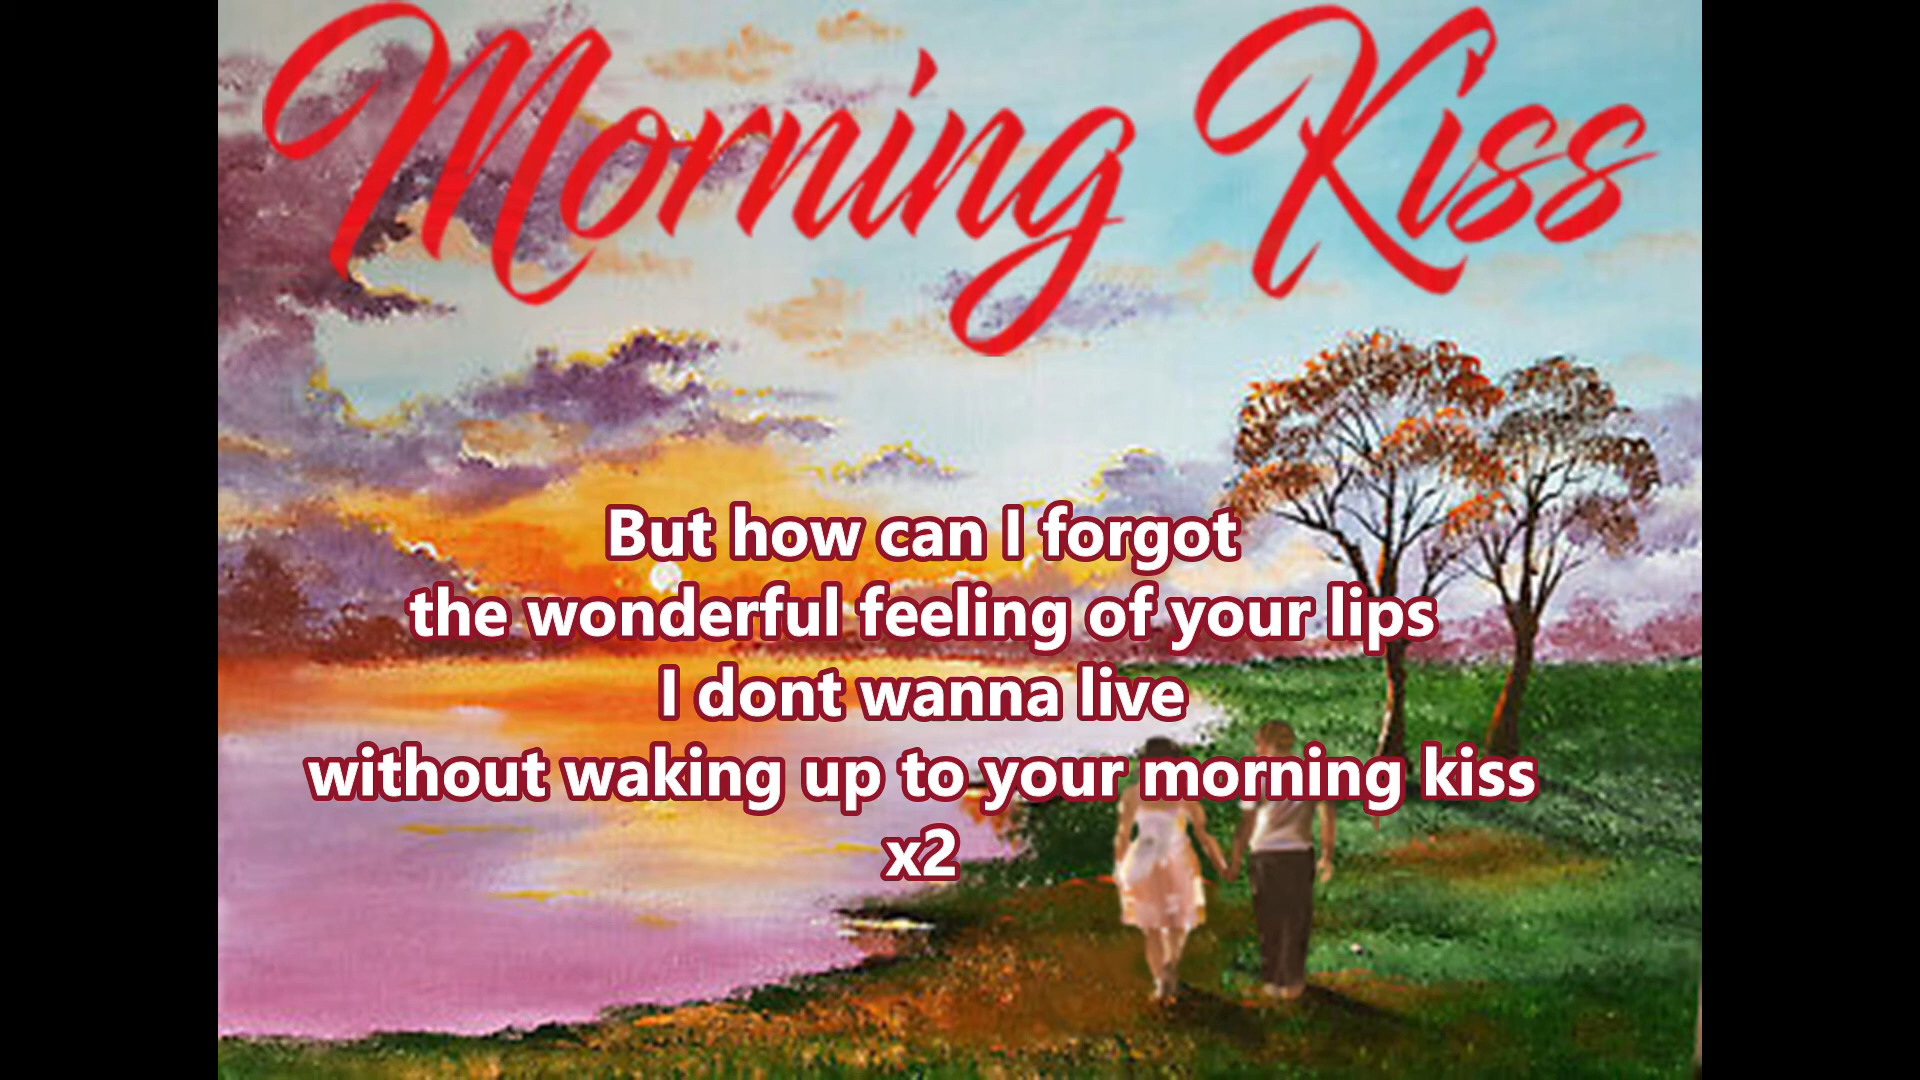 Morning Kiss
But how can I forgot
the wonderful feeling of your lips
I dont wanna live
without waking up to your morning kiss
x2